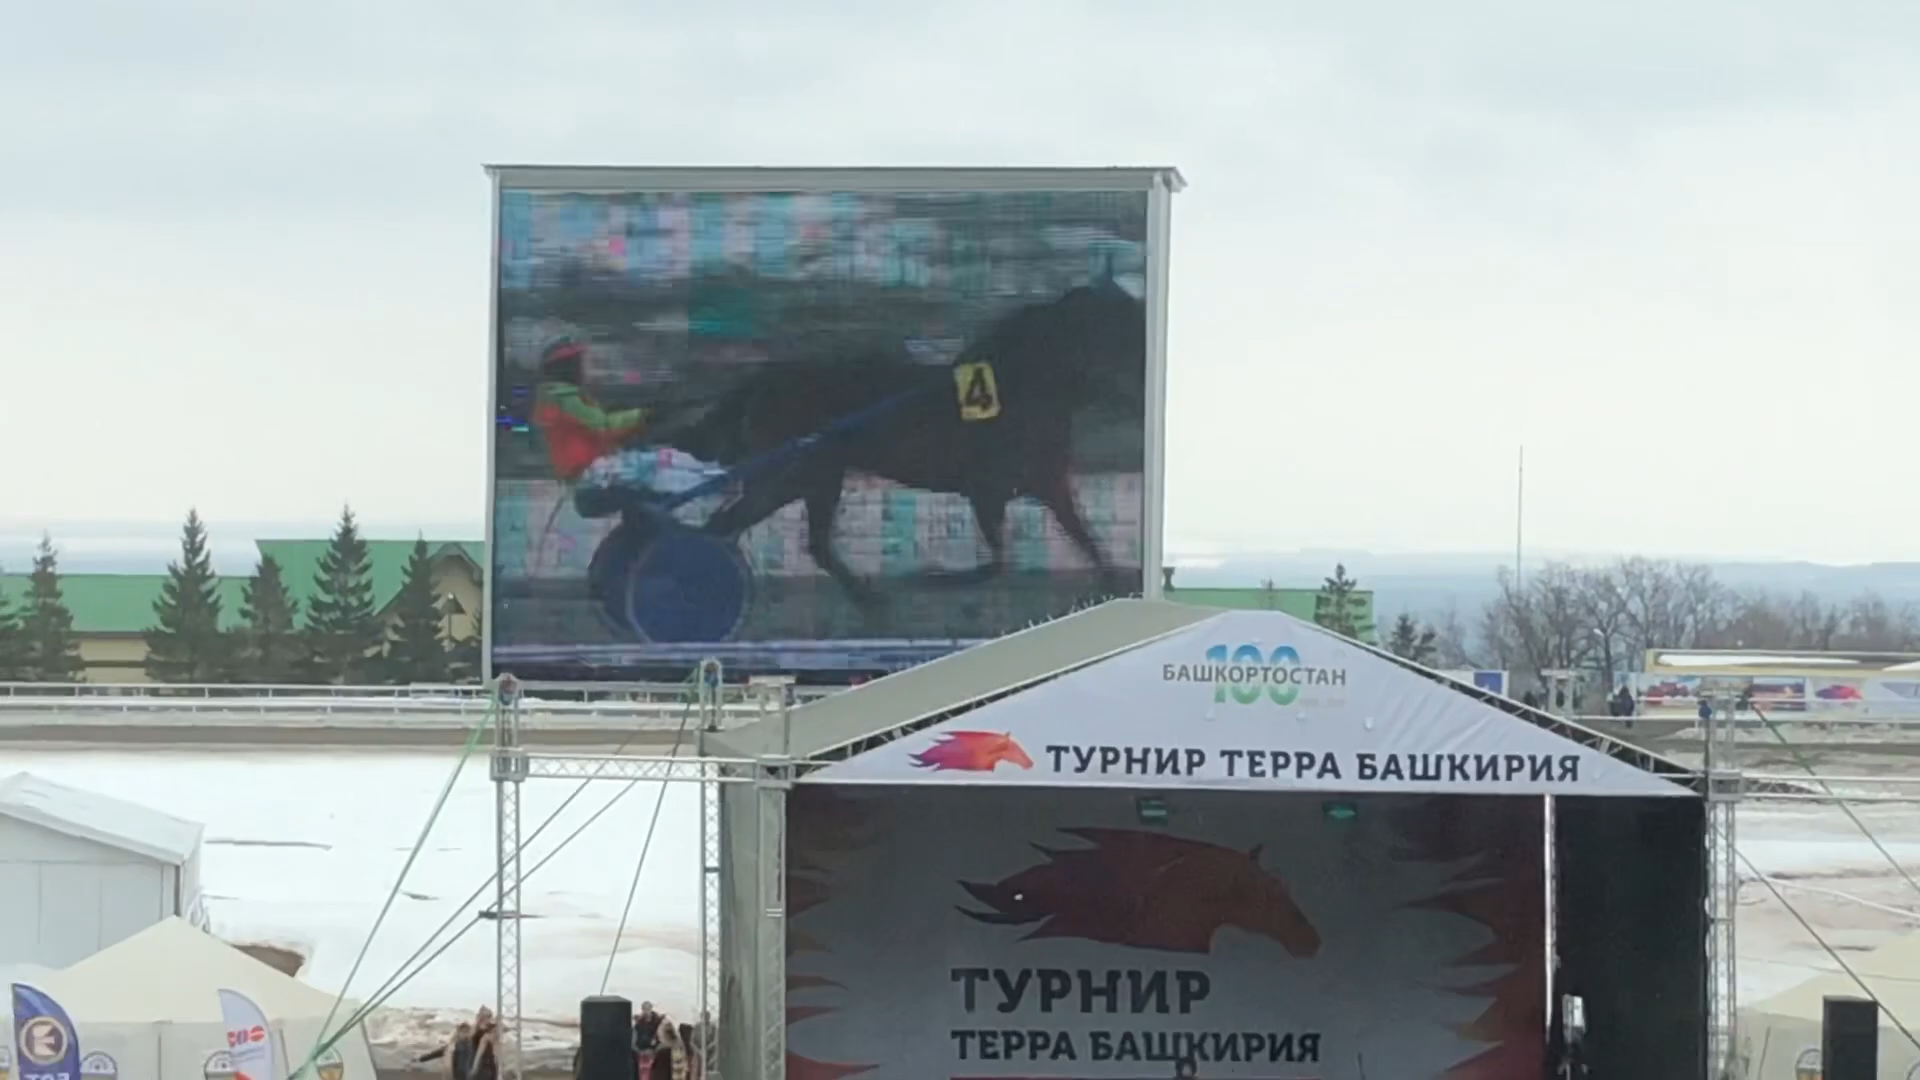 4
100
БАШКОРТОСТАН
ТУРНИР ТЕРРА БАШКИРИЯ
ТУРНИР
ТЕРРА БАШКИРИЯ